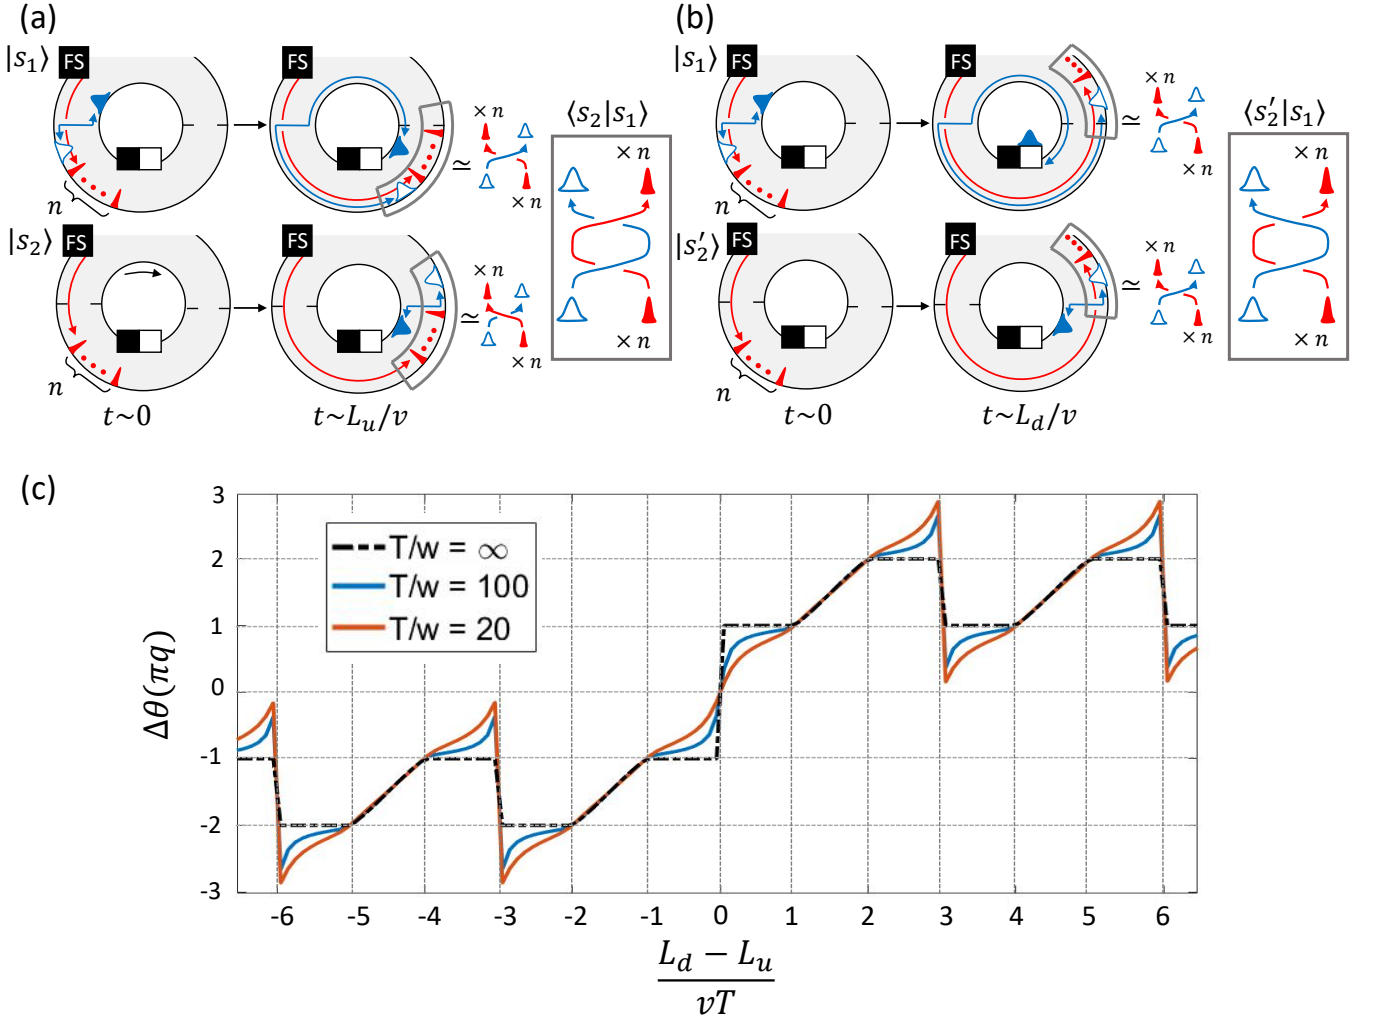 (a)
|s₁⟩
FS
FS
n
≃
× n
× n
⟨s₂|s₁⟩
× n
× n
|s₂⟩
FS
FS
n
≃
× n
× n
t~0
t~Lᵤ/v
(b)
|s₁⟩
FS
FS
n
≃
× n
× n
⟨s₂′|s₁⟩
× n
× n
|s₂′⟩
FS
FS
n
≃
× n
× n
t~0
t~L_d/v
(c)
Δθ(πq)
3
2
1
0
-1
-2
-3
T/w = ∞
T/w = 100
T/w = 20
-6 -5 -4 -3 -2 -1 0 1 2 3 4 5 6
L_d − Lᵤ
vT